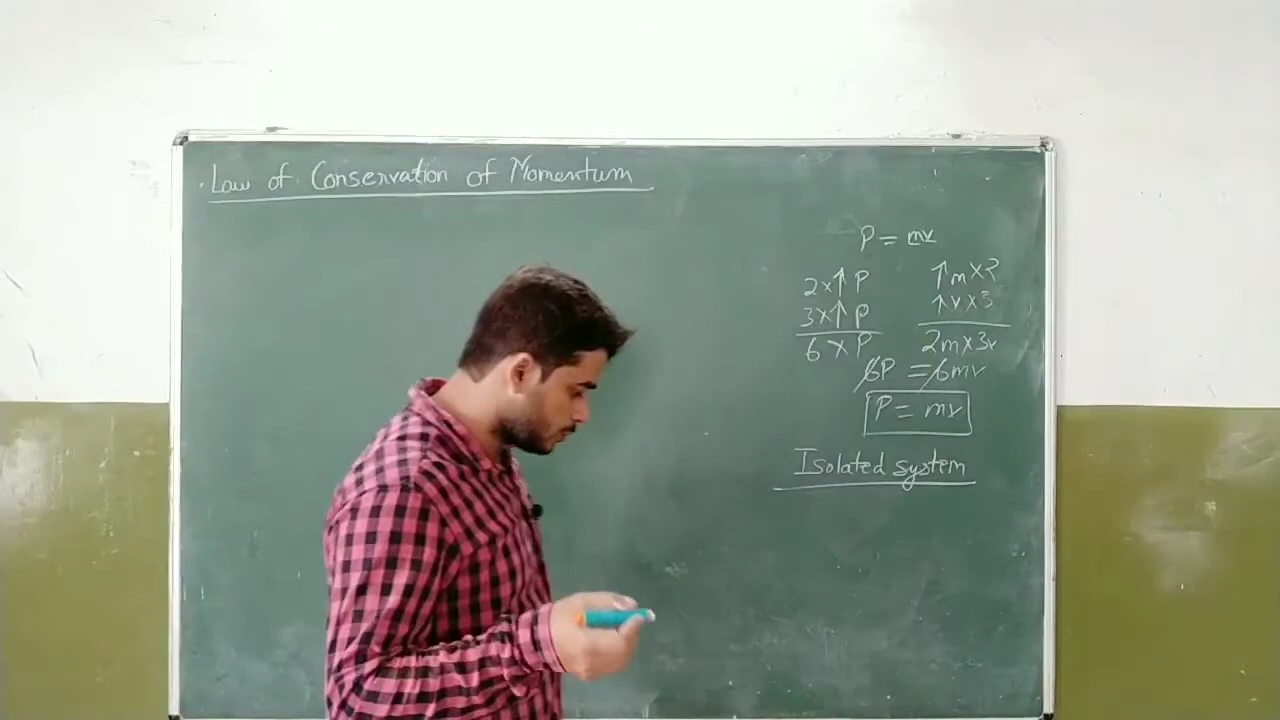 Law of Conservation of Momentum
P = mv
2x↑ P ↑m x 2
3x↑ P ↑v x 3
6 x P 2m x 3v
6P = 6mv
P = mv
Isolated system